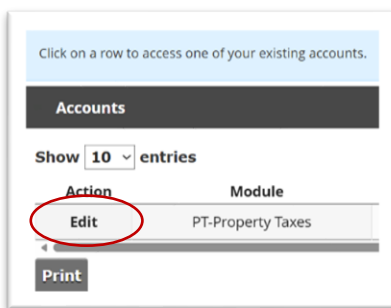 Click on a row to access one of your existing accounts.
Accounts
Show 10 entries
Action Module
Edit PT-Property Taxes
Print